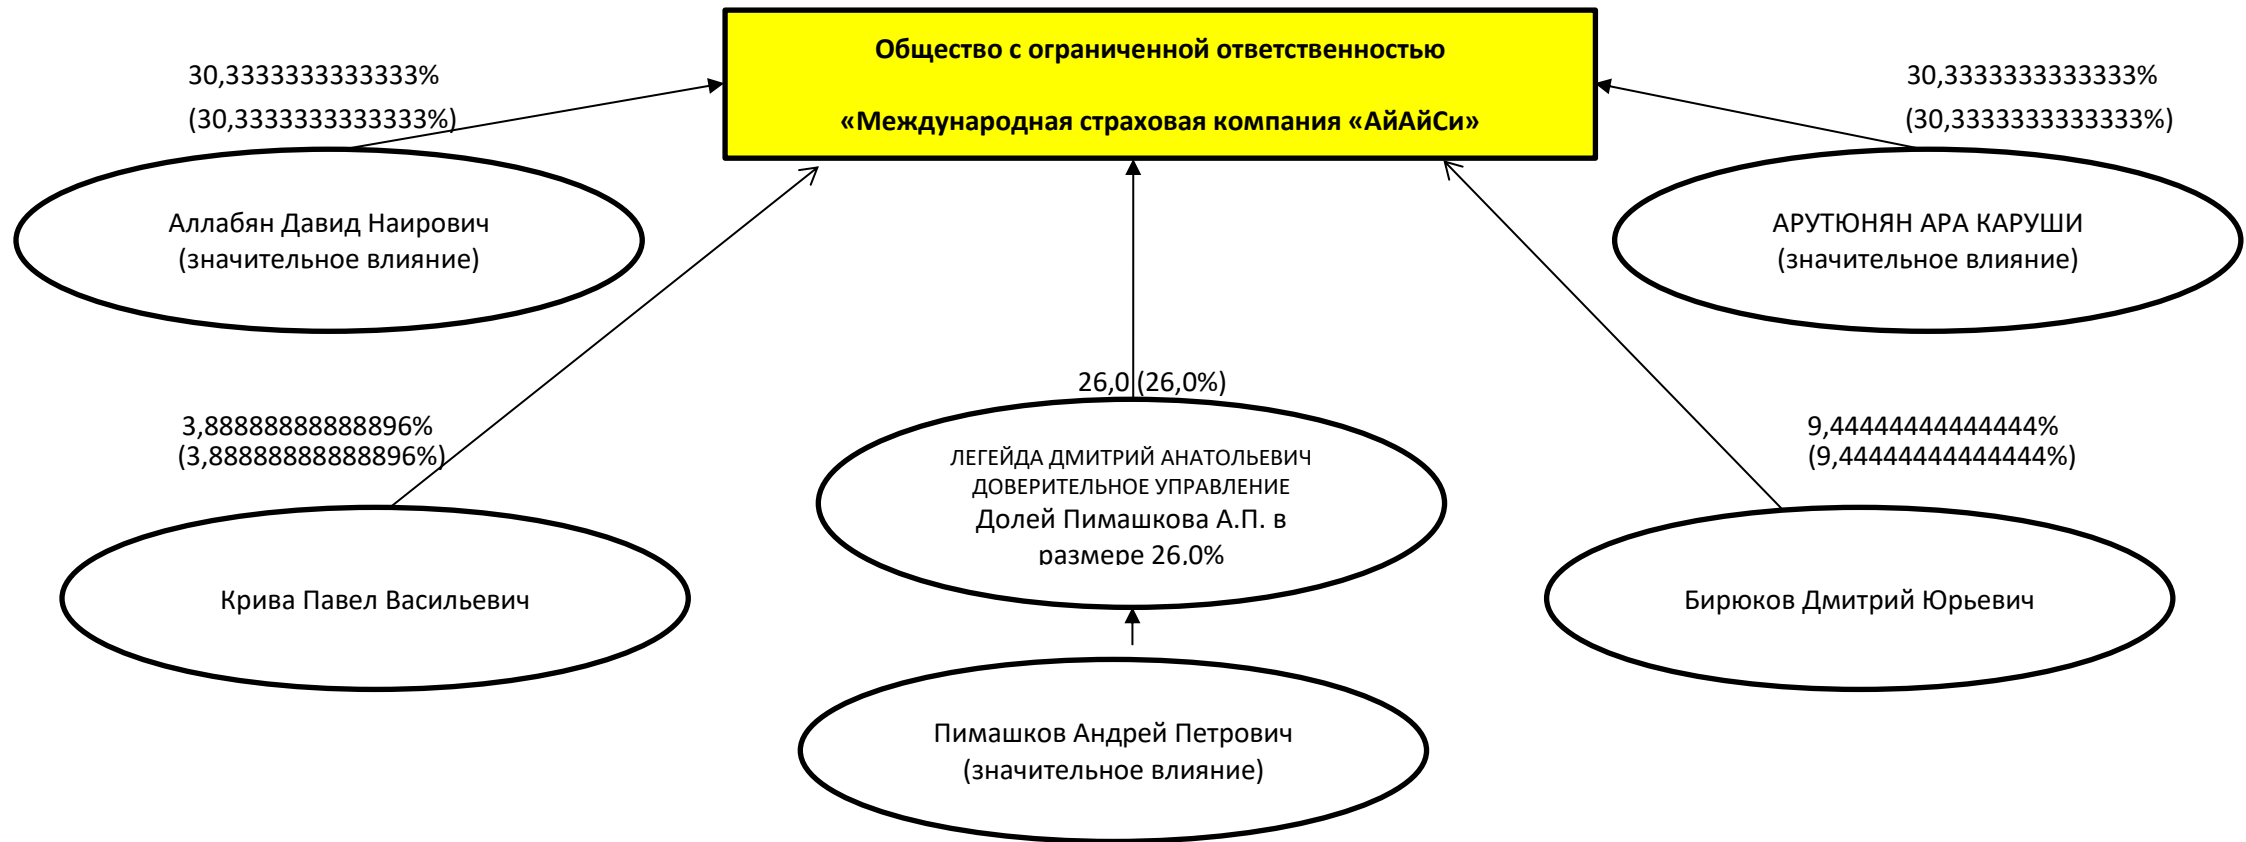 Общество с ограниченной ответственностью
«Международная страховая компания «АйАйСи»
30,3333333333333%
(30,3333333333333%)
30,3333333333333%
(30,3333333333333%)
Аллабян Давид Наирович
(значительное влияние)
АРУТЮНЯН АРА КАРУШИ
(значительное влияние)
26,0 (26,0%)
3,88888888888896%
(3,88888888888896%)
9,44444444444444%
(9,44444444444444%)
ЛЕГЕЙДА ДМИТРИЙ АНАТОЛЬЕВИЧ
ДОВЕРИТЕЛЬНОЕ УПРАВЛЕНИЕ
Долей Пимашкова А.П. в
размере 26,0%
Крива Павел Васильевич
Бирюков Дмитрий Юрьевич
Пимашков Андрей Петрович
(значительное влияние)